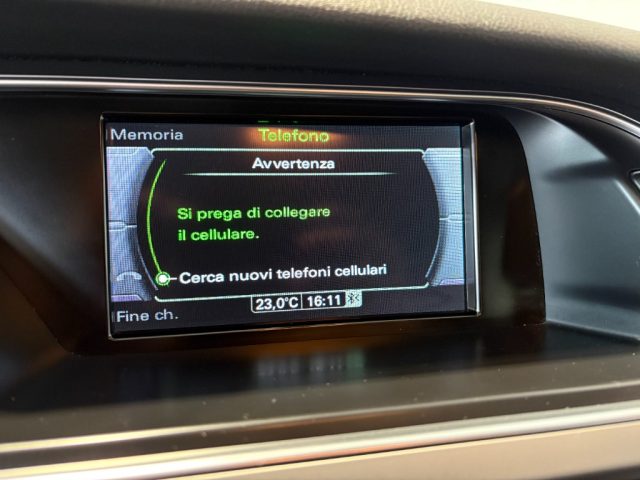 Memoria
Telefono
Avvertenza
Si prega di collegare
il cellulare.
Cerca nuovi telefoni cellulari
23,0°C 16:11
Fine ch.